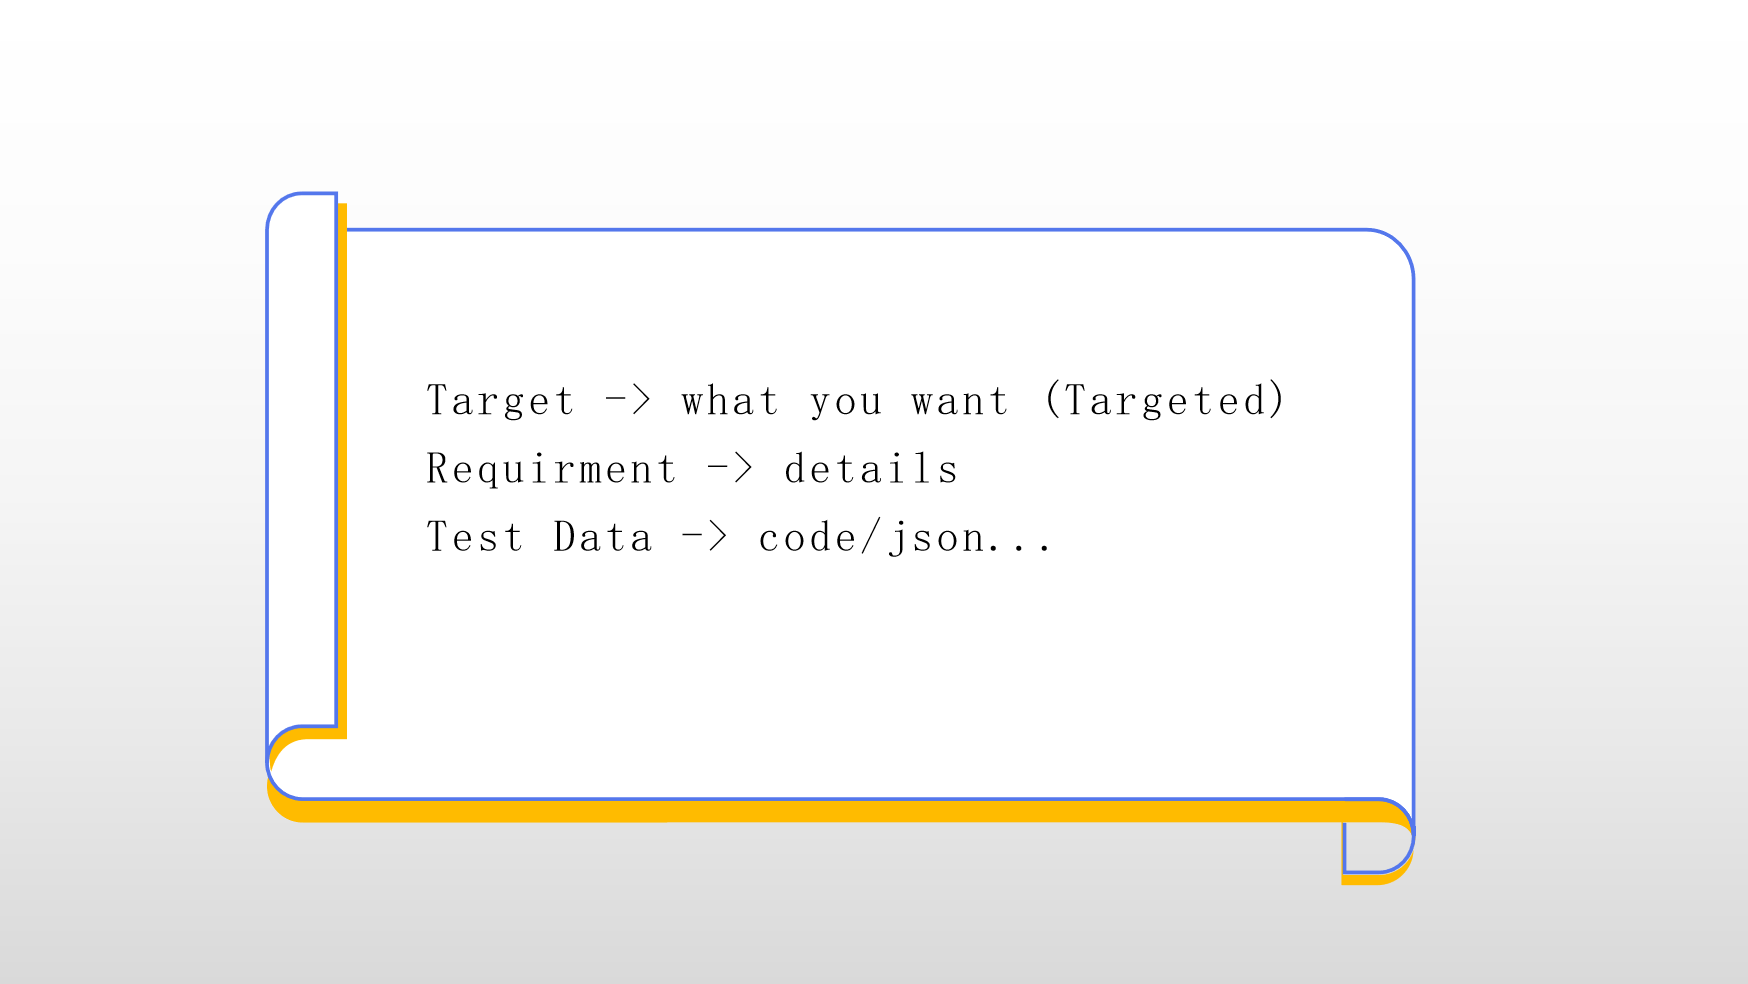 Target -> what you want (Targeted)
Requirment -> details
Test Data -> code/json...